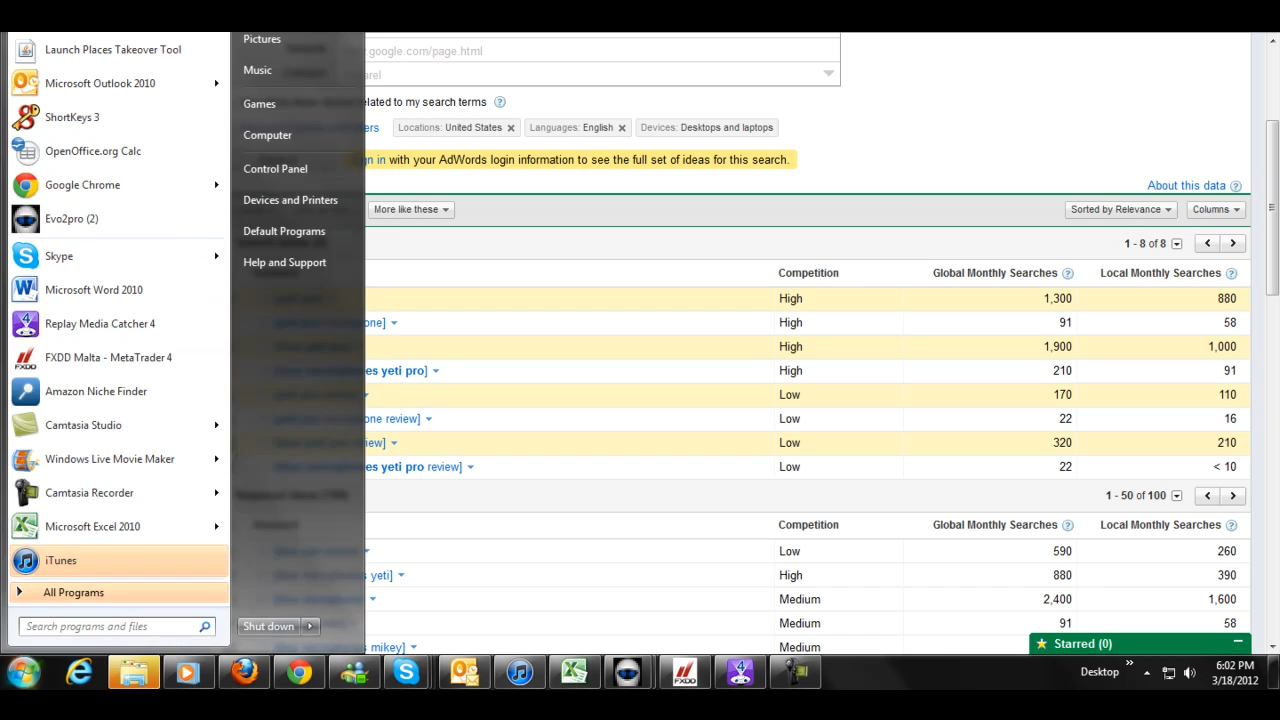 Launch Places Takeover Tool
Microsoft Outlook 2010
ShortKeys 3
OpenOffice.org Calc
Google Chrome
Evo2pro (2)
Skype
Microsoft Word 2010
Replay Media Catcher 4
FXDD Malta - MetaTrader 4
Amazon Niche Finder
Camtasia Studio
Windows Live Movie Maker
Camtasia Recorder
Microsoft Excel 2010
iTunes
All Programs
Search programs and files
Pictures
Music
Games
Computer
Control Panel
Devices and Printers
Default Programs
Help and Support
Shut down
google.com/page.html
related to my search terms
Locations: United States Languages: English Devices: Desktops and laptops
in with your AdWords login information to see the full set of ideas for this search.
About this data
More like these Sorted by Relevance Columns
1 - 8 of 8
Competition Global Monthly Searches Local Monthly Searches
High 1,300 880
one] High 91 58
High 1,900 1,000
es yeti pro] High 210 91
Low 170 110
one review] Low 22 16
iew] Low 320 210
es yeti pro review] Low 22 < 10
1 - 50 of 100
Competition Global Monthly Searches Local Monthly Searches
Low 590 260
yeti] High 880 390
Medium 2,400 1,600
Medium 91 58
mikey] Medium
Starred (0)
FXDD
Desktop
6:02 PM
3/18/2012